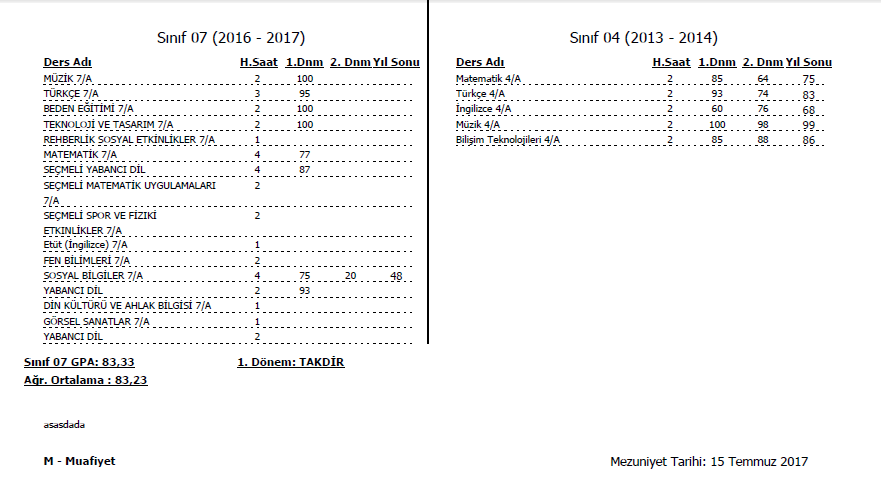 Sınıf 07 (2016 - 2017)
Ders Adı H.Saat 1.Dnm 2. Dnm Yıl Sonu
MÜZİK 7/A 2 100
TÜRKÇE 7/A 3 95
BEDEN EĞİTİMİ 7/A 2 100
TEKNOLOJİ VE TASARIM 7/A 2 100
REHBERLİK SOSYAL ETKİNLİKLER 7/A 1
MATEMATİK 7/A 4 77
SEÇMELİ YABANCI DİL 4 87
SEÇMELİ MATEMATİK UYGULAMALARI 2
7/A
SEÇMELİ SPOR VE FİZİKİ 2
ETKINLİKLER 7/A
Etüt (İngilizce) 7/A 1
FEN BİLİMLERİ 7/A 2
SOSYAL BİLGİLER 7/A 4 75 20 48
YABANCI DİL 2 93
DİN KÜLTÜRÜ VE AHLAK BİLGİSİ 7/A 1
GÖRSEL SANATLAR 7/A 1
YABANCI DİL 2
Sınıf 07 GPA: 83,33 1. Dönem: TAKDİR
Ağr. Ortalama : 83,23
asasdada
M - Muafiyet
Sınıf 04 (2013 - 2014)
Ders Adı H.Saat 1.Dnm 2. Dnm Yıl Sonu
Matematik 4/A 2 85 64 75
Türkçe 4/A 2 93 74 83
İngilizce 4/A 2 60 76 68
Müzik 4/A 2 100 98 99
Bilişim Teknolojileri 4/A 2 85 88 86
Mezuniyet Tarihi: 15 Temmuz 2017